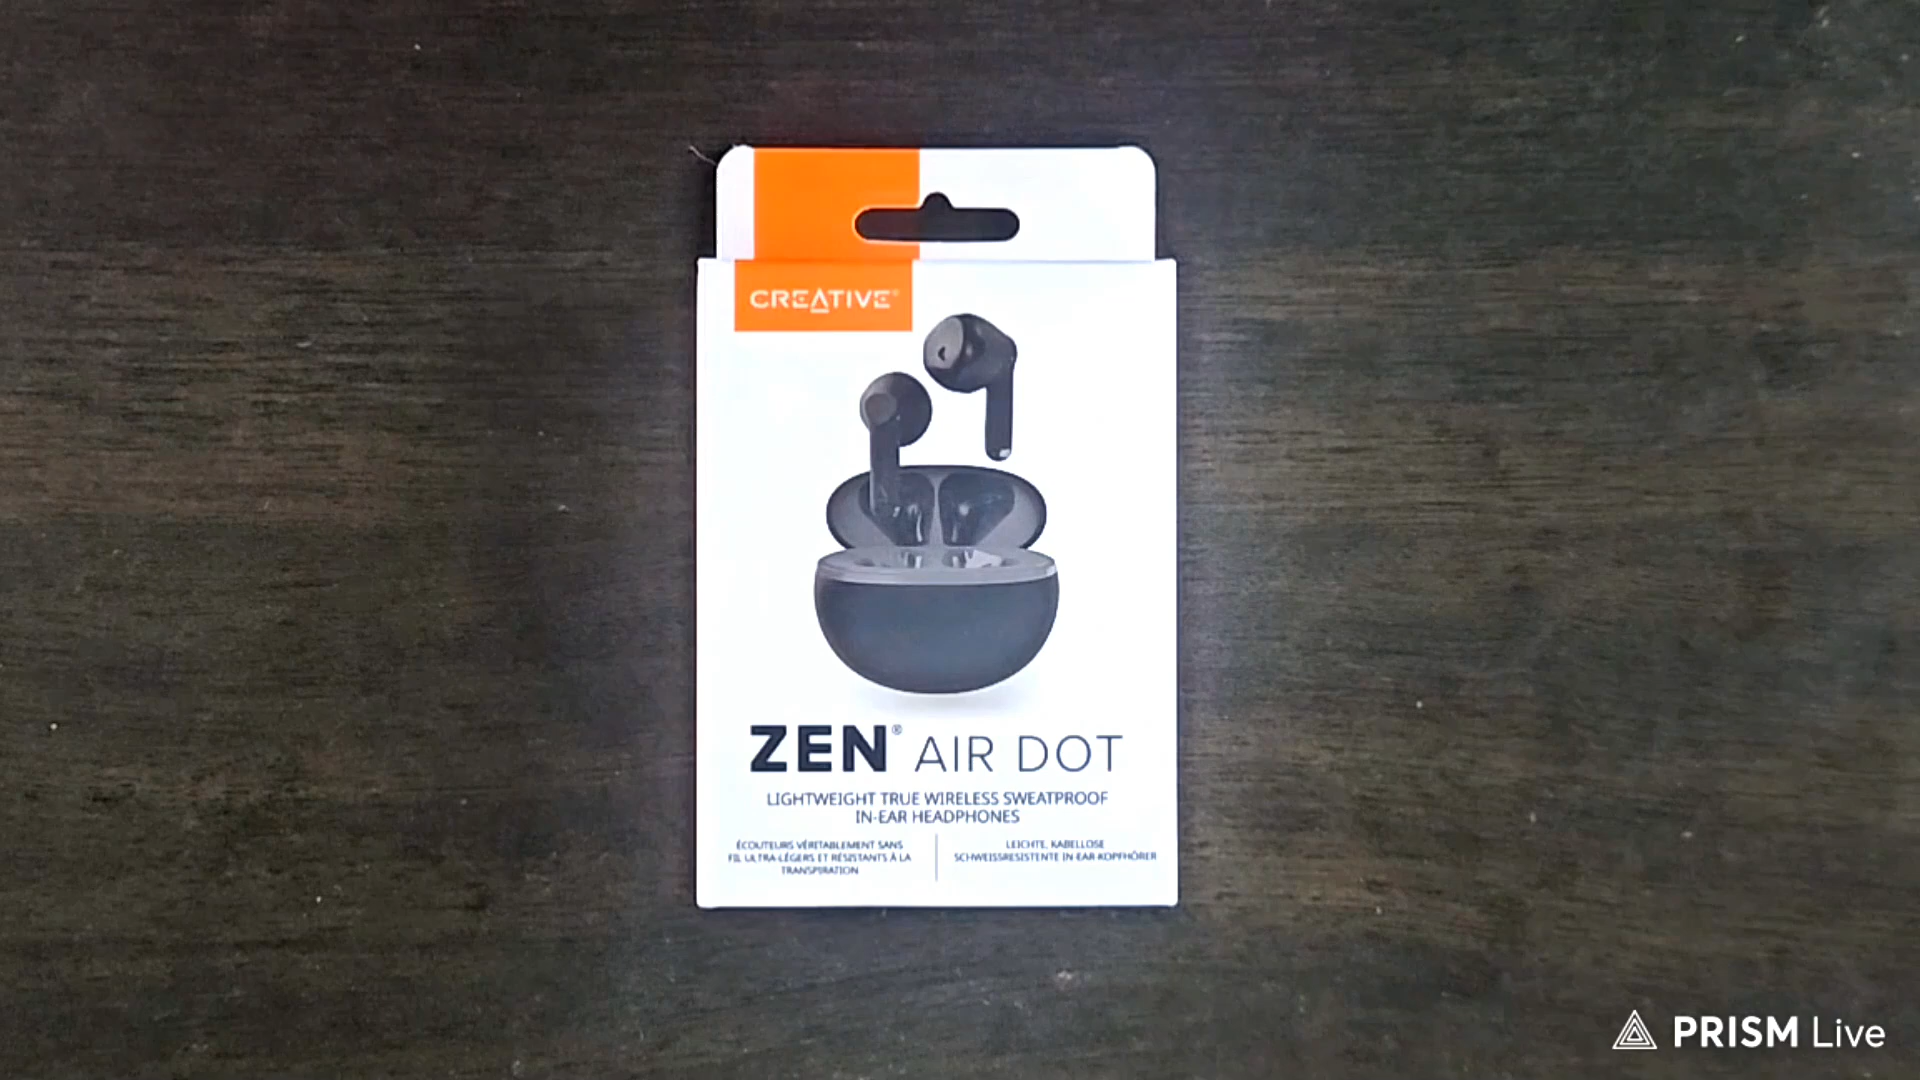 CREATIVE®
ZEN® AIR DOT
LIGHTWEIGHT TRUE WIRELESS SWEATPROOF
IN-EAR HEADPHONES
ÉCOUTEURS VÉRITABLEMENT SANS
FIL ULTRA-LÉGERS ET RÉSISTANTS À LA
TRANSPIRATION
LEICHTE, KABELLOSE
SCHWEISSRESISTENTE IN-EAR-KOPFHÖRER
PRISM Live